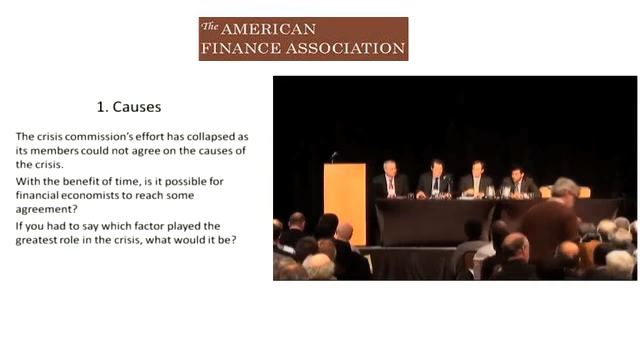 The AMERICAN
FINANCE ASSOCIATION
1. Causes
The crisis commission's effort has collapsed as
its members could not agree on the causes of
the crisis.
With the benefit of time, is it possible for
financial economists to reach some
agreement?
If you had to say which factor played the
greatest role in the crisis, what would it be?